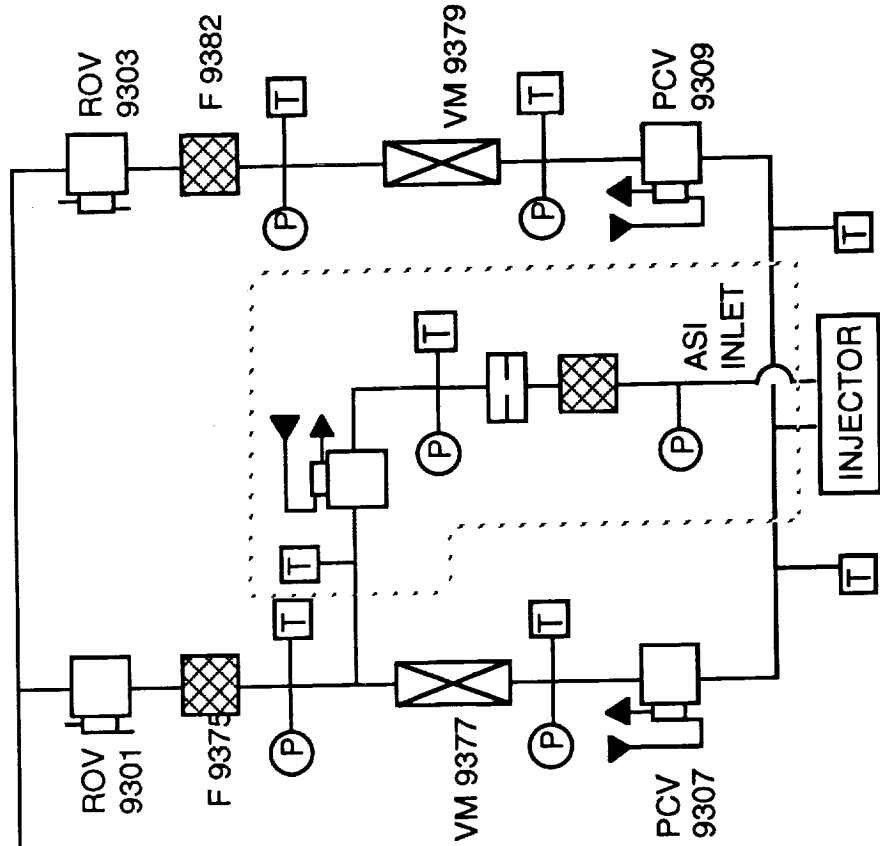 ROV
9303
F 9382
T
P
VM 9379
T
P
PCV
9309
T
T
P
ASI
INLET
P
INJECTOR
T
ROV
9301
F 9375
T
P
VM 9377
T
P
PCV
9307
T